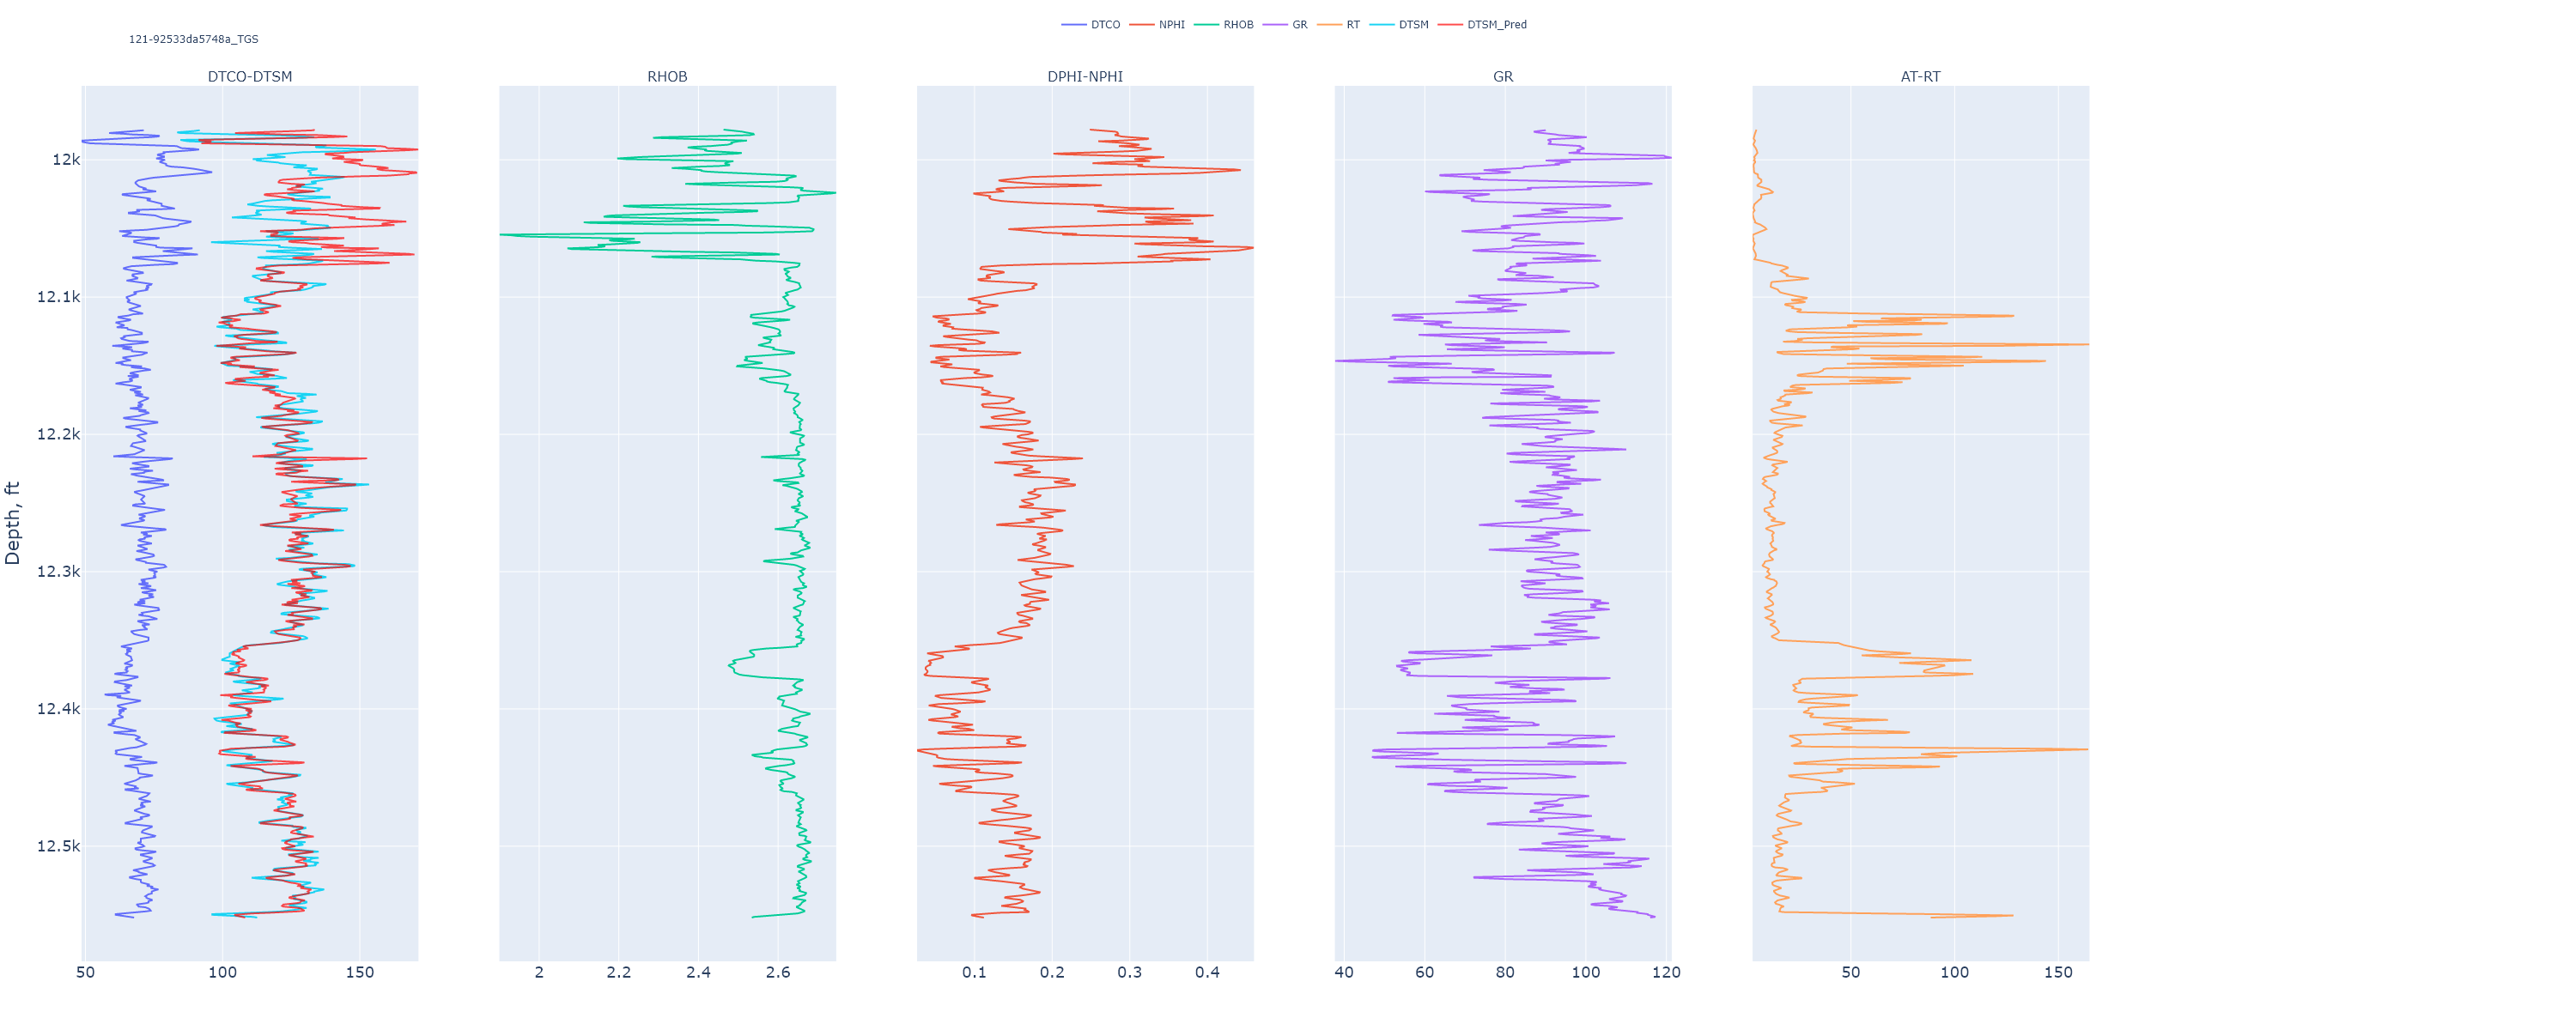 DTCO NPHI RHOB GR RT DTSM DTSM_Pred
121-92533da5748a_TGS
DTCO-DTSM RHOB DPHI-NPHI GR AT-RT
Depth, ft
12k
12.1k
12.2k
12.3k
12.4k
12.5k
50 100 150 2 2.2 2.4 2.6 0.1 0.2 0.3 0.4 40 60 80 100 120 50 100 150